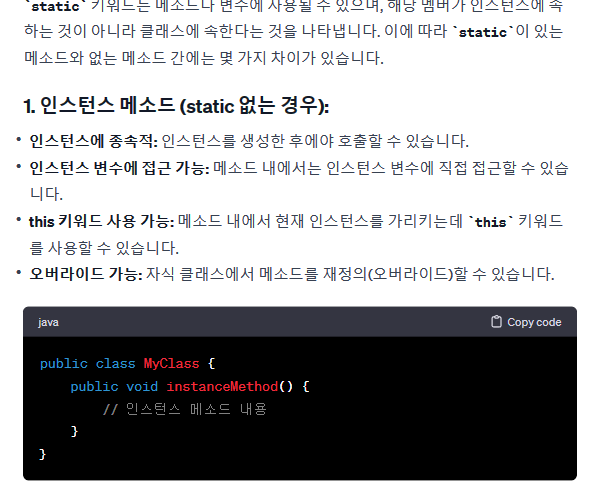 `static` 키워드는 메소드나 변수에 사용될 수 있으며, 해당 멤버가 인스턴스에 속
하는 것이 아니라 클래스에 속한다는 것을 나타냅니다. 이에 따라 `static`이 있는
메소드와 없는 메소드 간에는 몇 가지 차이가 있습니다.
1. 인스턴스 메소드 (static 없는 경우):
• 인스턴스에 종속적: 인스턴스를 생성한 후에야 호출할 수 있습니다.
• 인스턴스 변수에 접근 가능: 메소드 내에서는 인스턴스 변수에 직접 접근할 수 있습
니다.
• this 키워드 사용 가능: 메소드 내에서 현재 인스턴스를 가리키는데 `this` 키워드
를 사용할 수 있습니다.
• 오버라이드 가능: 자식 클래스에서 메소드를 재정의(오버라이드)할 수 있습니다.
java Copy code
public class MyClass {
    public void instanceMethod() {
        // 인스턴스 메소드 내용
    }
}